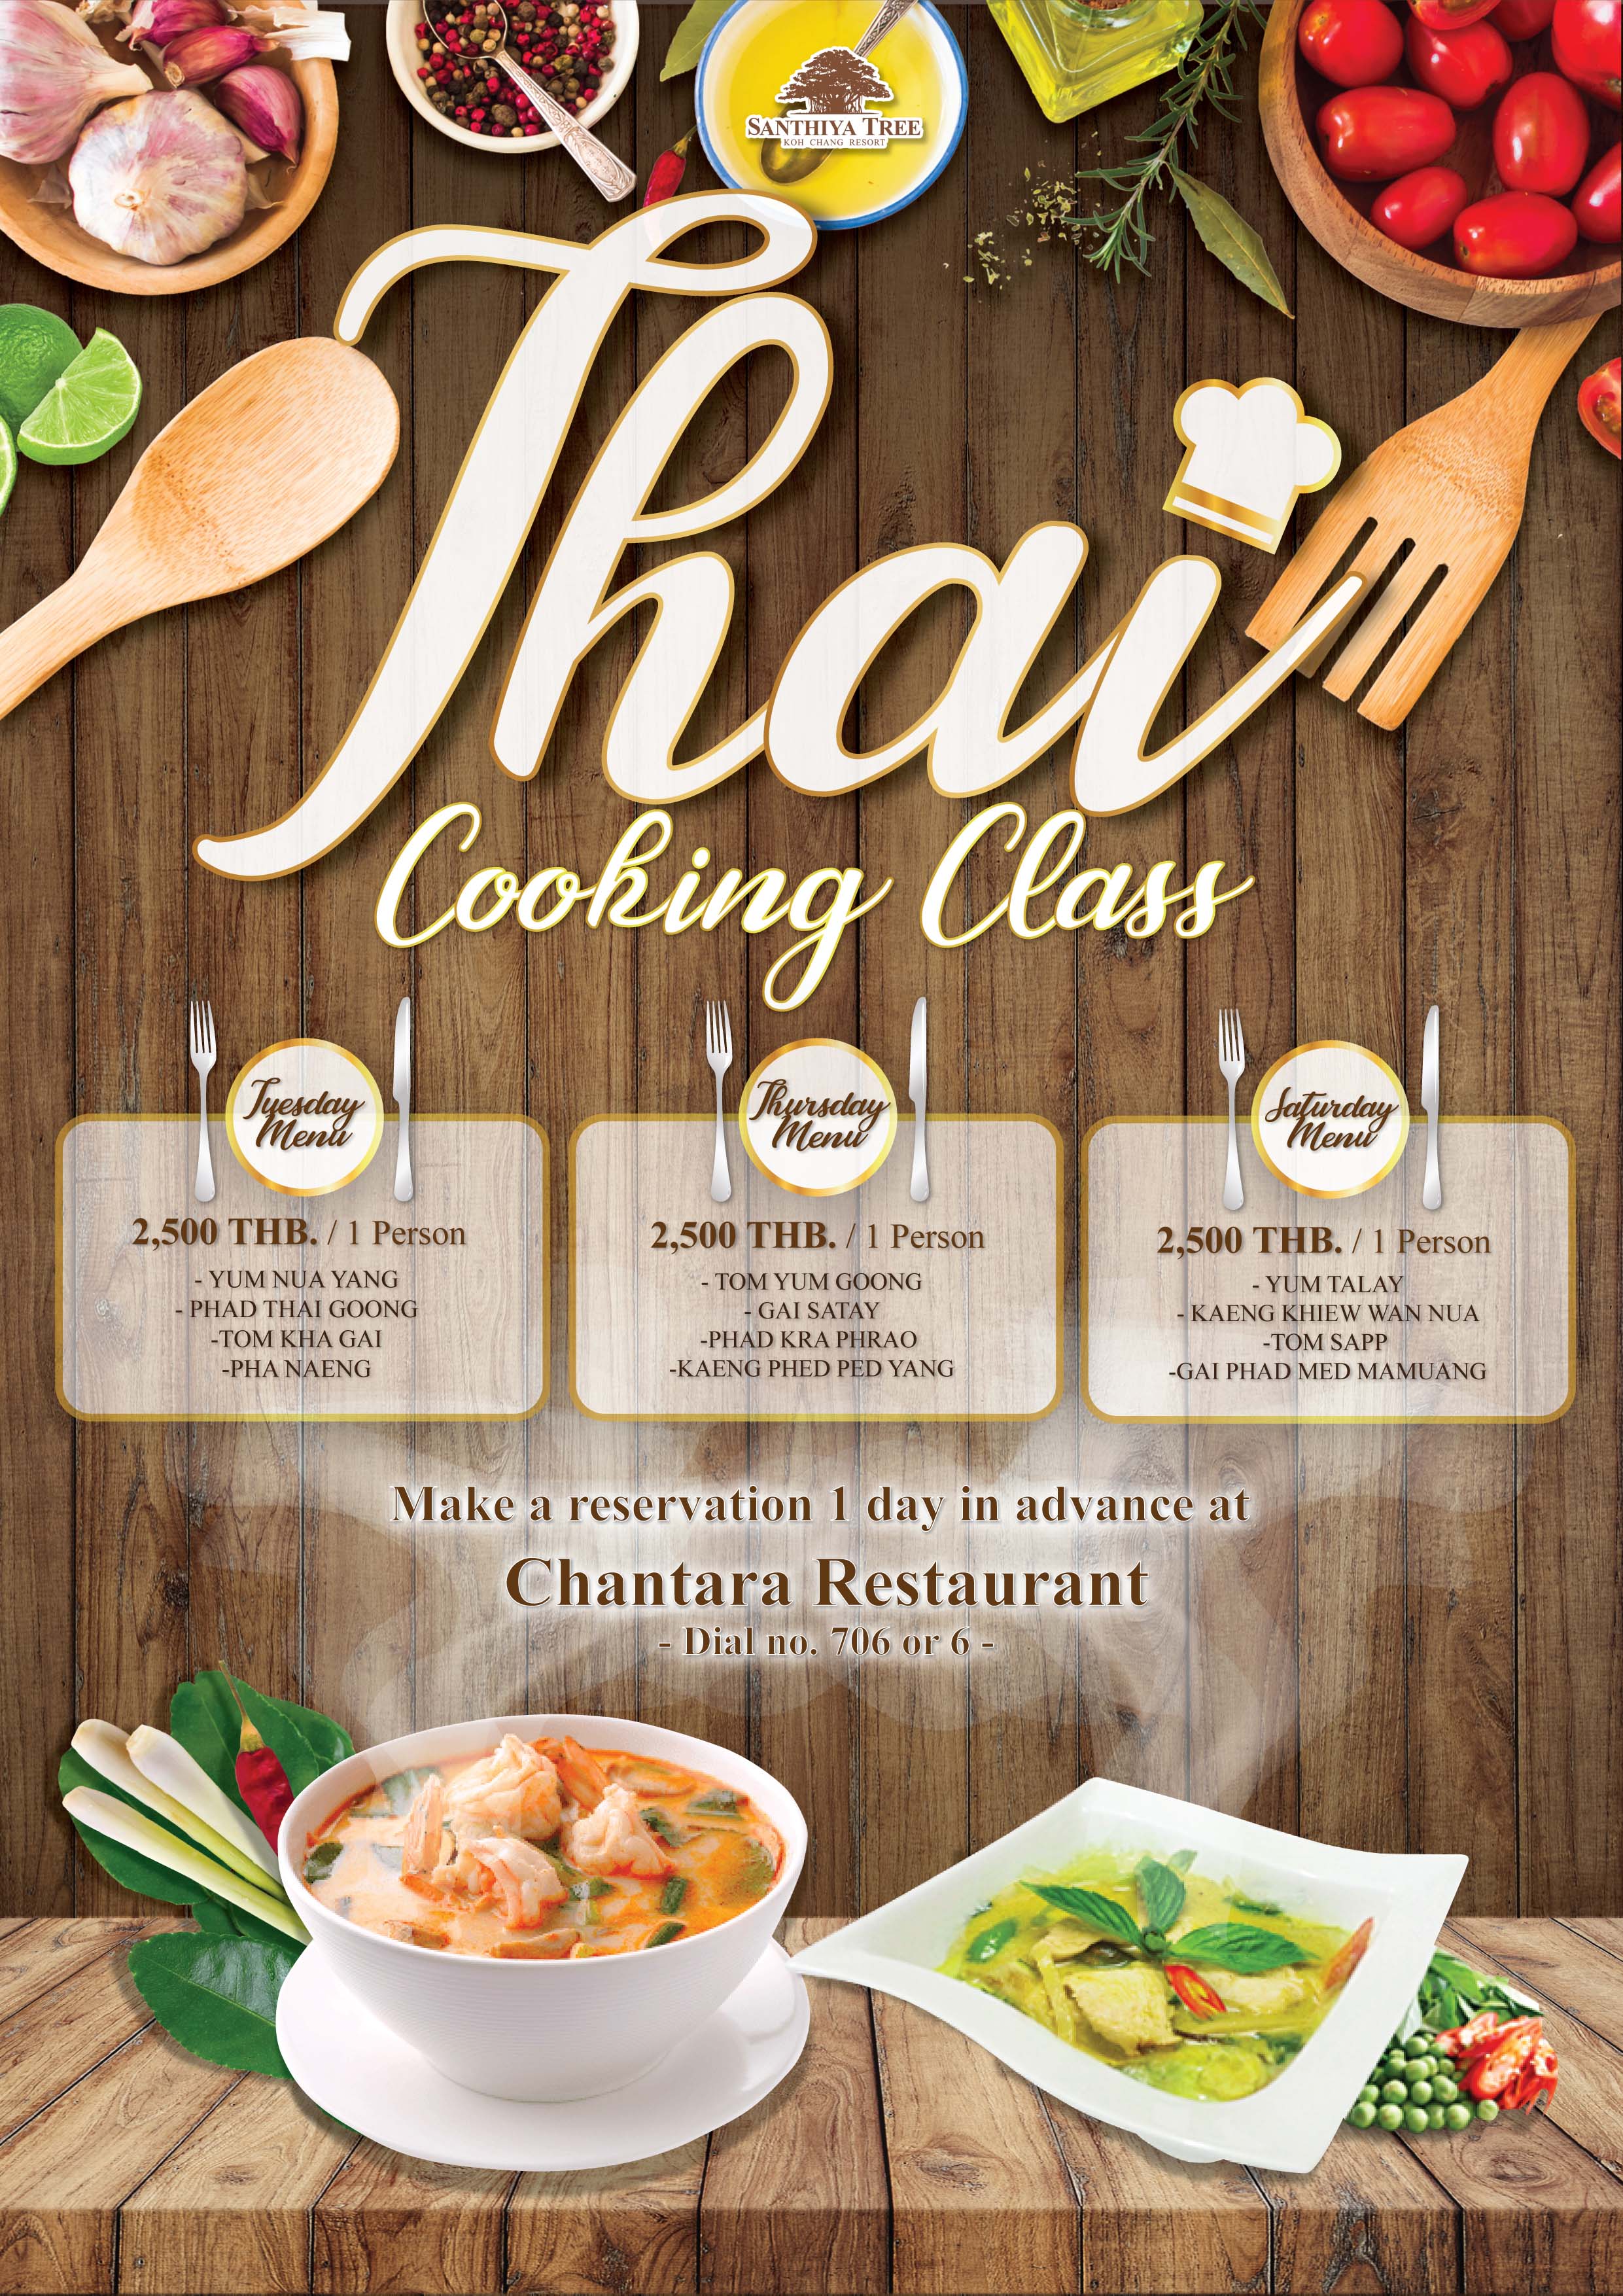 SANTHIYA TREE
KOH CHANG RESORT
Thai
Cooking Class
Tuesday
Menu
2,500 THB. / 1 Person
- YUM NUA YANG
- PHAD THAI GOONG
-TOM KHA GAI
-PHA NAENG
Thursday
Menu
2,500 THB. / 1 Person
- TOM YUM GOONG
- GAI SATAY
-PHAD KRA PHRAO
-KAENG PHED PED YANG
Saturday
Menu
2,500 THB. / 1 Person
- YUM TALAY
- KAENG KHIEW WAN NUA
-TOM SAPP
-GAI PHAD MED MAMUANG
Make a reservation 1 day in advance at
Chantara Restaurant
- Dial no. 706 or 6 -